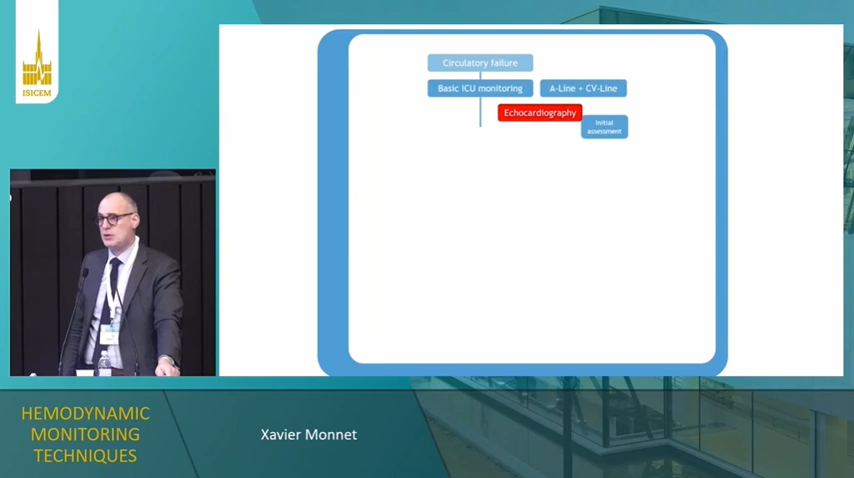 ISICEM
Circulatory failure
Basic ICU monitoring
A-Line + CV-Line
Echocardiography
Initial
assessment
HEMODYNAMIC
MONITORING
TECHNIQUES
Xavier Monnet